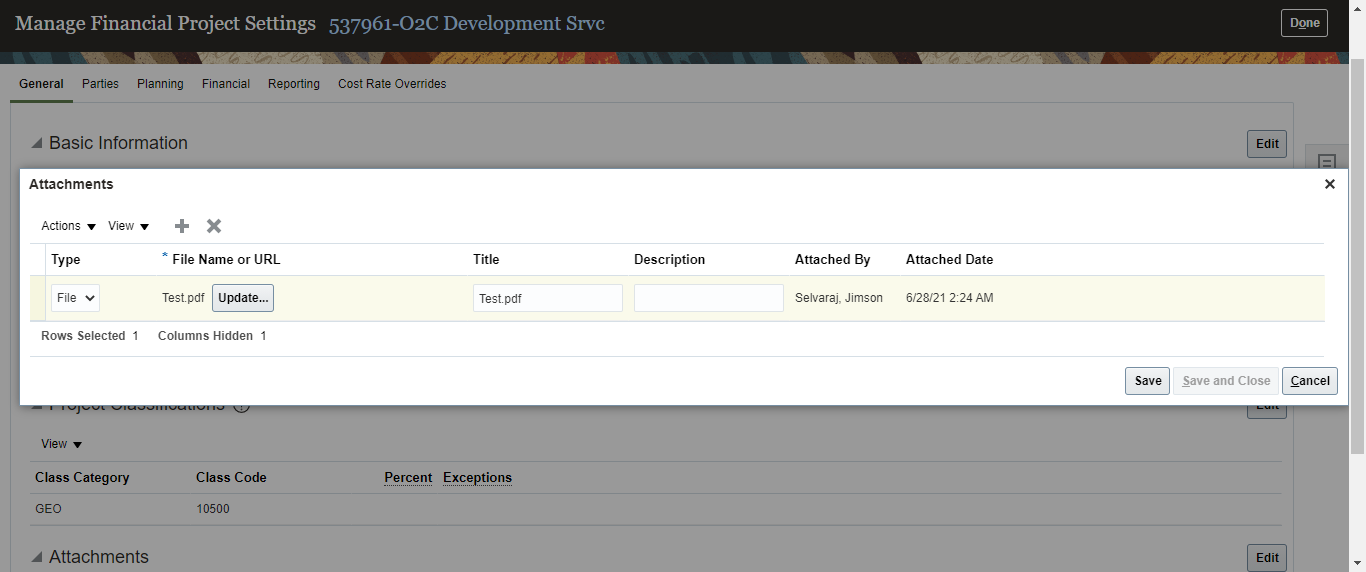 Manage Financial Project Settings 537961-O2C Development Srvc Done
General Parties Planning Financial Reporting Cost Rate Overrides
Basic Information Edit
Attachments
Actions View
Type * File Name or URL Title Description Attached By Attached Date
File Test.pdf Update... Test.pdf Selvaraj, Jimson 6/28/21 2:24 AM
Rows Selected 1 Columns Hidden 1
Save Save and Close Cancel
Project Classifications Edit
View
Class Category Class Code Percent Exceptions
GEO 10500
Attachments Edit